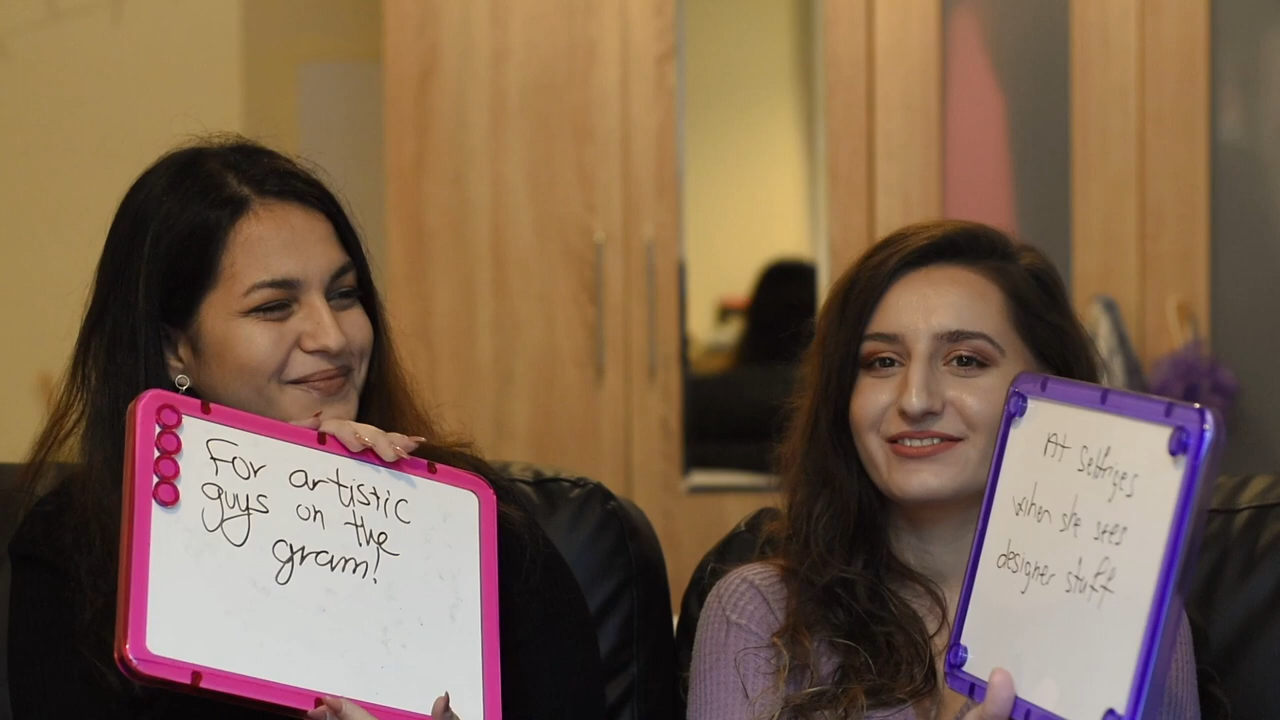 For artistic
guys on the
gram!
At Selfriges
when she sees
designer stuff